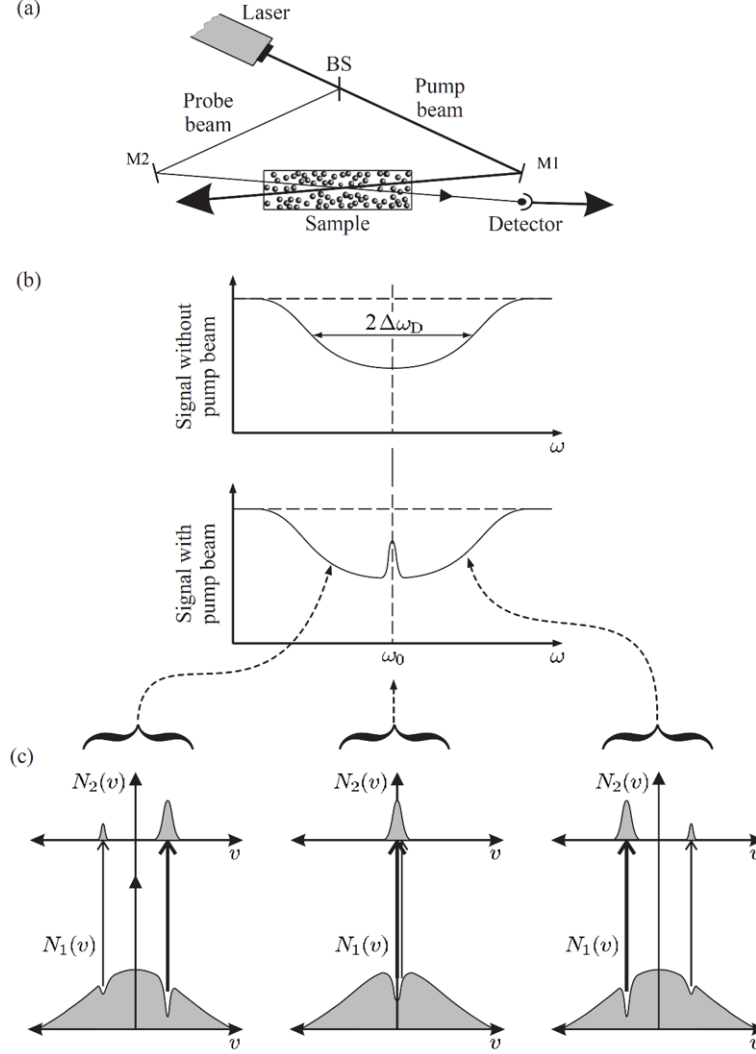 (a)
Laser
BS
Pump
beam
Probe
beam
M2
M1
Sample
Detector
(b)
Signal without
pump beam
2 Δω_D
ω
Signal with
pump beam
ω_0
ω
(c)
N_2(v)
v
N_1(v)
v
N_2(v)
v
N_1(v)
v
N_2(v)
v
N_1(v)
v